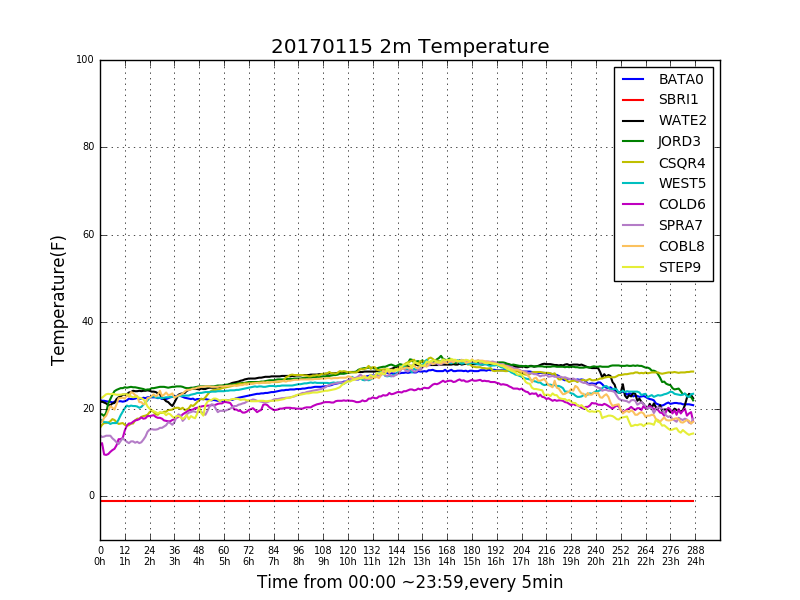 20170115 2m Temperature
100
80
60
40
20
0
Temperature(F)
BATA0
SBRI1
WATE2
JORD3
CSQR4
WEST5
COLD6
SPRA7
COBL8
STEP9
0 12 24 36 48 60 72 84 96 108 120 132 144 156 168 180 192 204 216 228 240 252 264 276 288
0h 1h 2h 3h 4h 5h 6h 7h 8h 9h 10h 11h 12h 13h 14h 15h 16h 17h 18h 19h 20h 21h 22h 23h 24h
Time from 00:00 ~23:59,every 5min